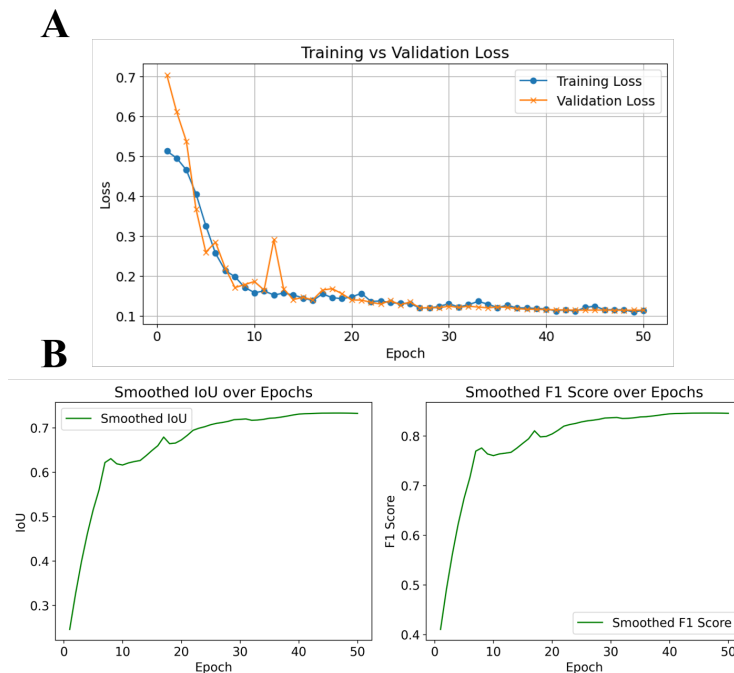 A
Training vs Validation Loss
Training Loss
Validation Loss
Loss
0.7
0.6
0.5
0.4
0.3
0.2
0.1
0 10 20 30 40 50
Epoch
B
Smoothed IoU over Epochs
Smoothed IoU
IoU
0.7
0.6
0.5
0.4
0.3
0 10 20 30 40 50
Epoch
Smoothed F1 Score over Epochs
F1 Score
0.8
0.7
0.6
0.5
0.4
Smoothed F1 Score
0 10 20 30 40 50
Epoch